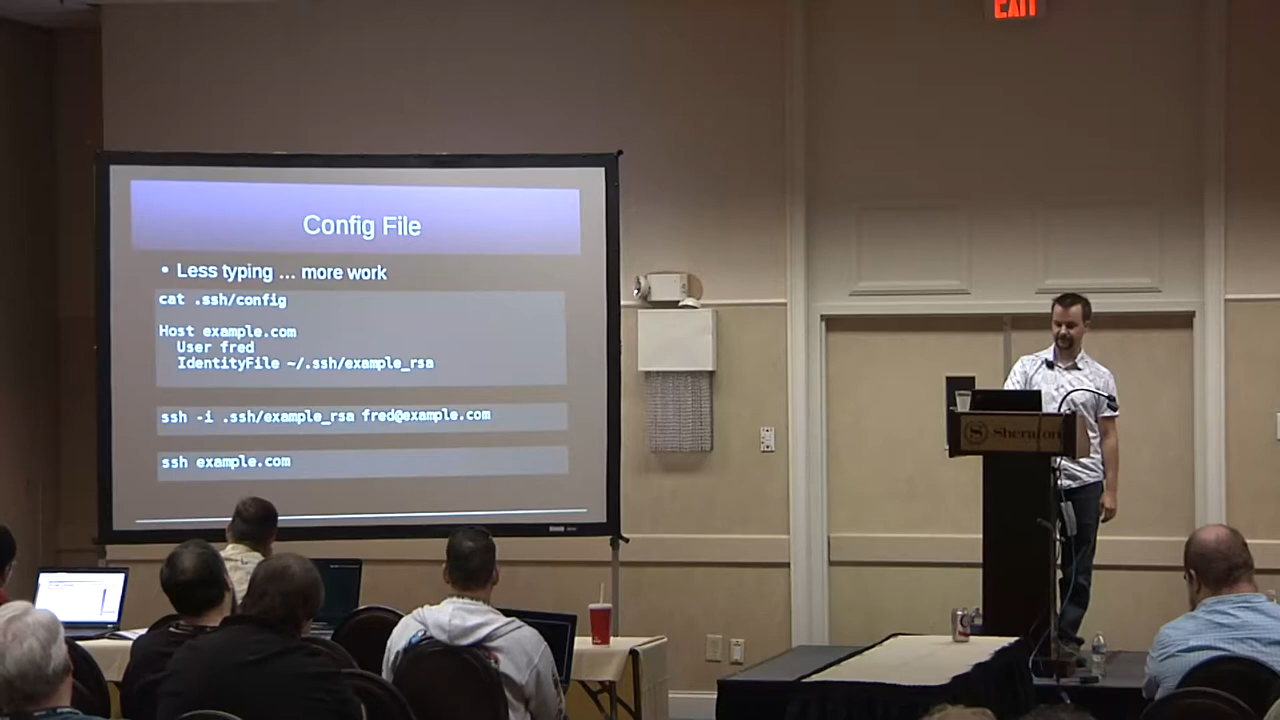 EXIT
Config File
• Less typing ... more work
cat .ssh/config
Host example.com
User fred
IdentityFile ~/.ssh/example_rsa
ssh -i .ssh/example_rsa fred@example.com
ssh example.com
Sheraton